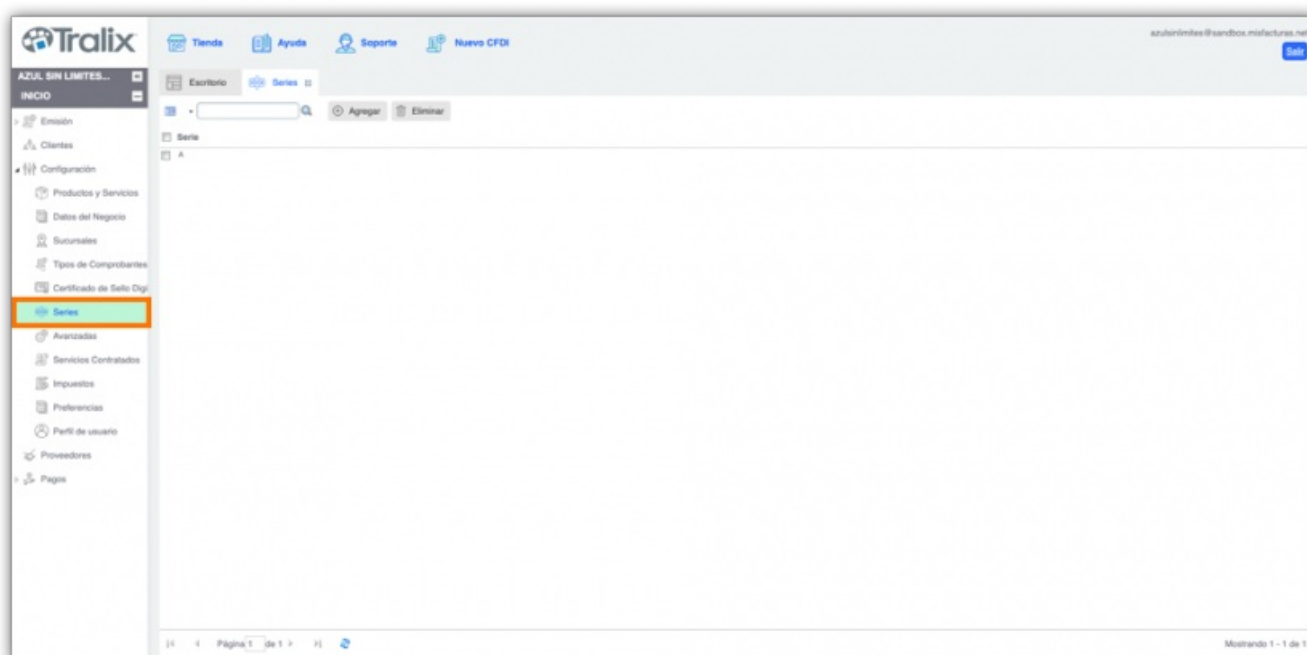 Tralix
Tienda Ayuda Soporte Nuevo CFDI
azulsinlimites@sandbox.misfacturas.net
Salir
AZUL SIN LIMITES...
INICIO
Escritorio Series
Agregar Eliminar
Serie
A
Emisión
Clientes
Configuración
Productos y Servicios
Datos del Negocio
Sucursales
Tipos de Comprobantes
Certificado de Sello Digi
Series
Avanzadas
Servicios Contratados
Impuestos
Preferencias
Perfil de usuario
Proveedores
Pagos
Página 1 de 1
Mostrando 1 - 1 de 1